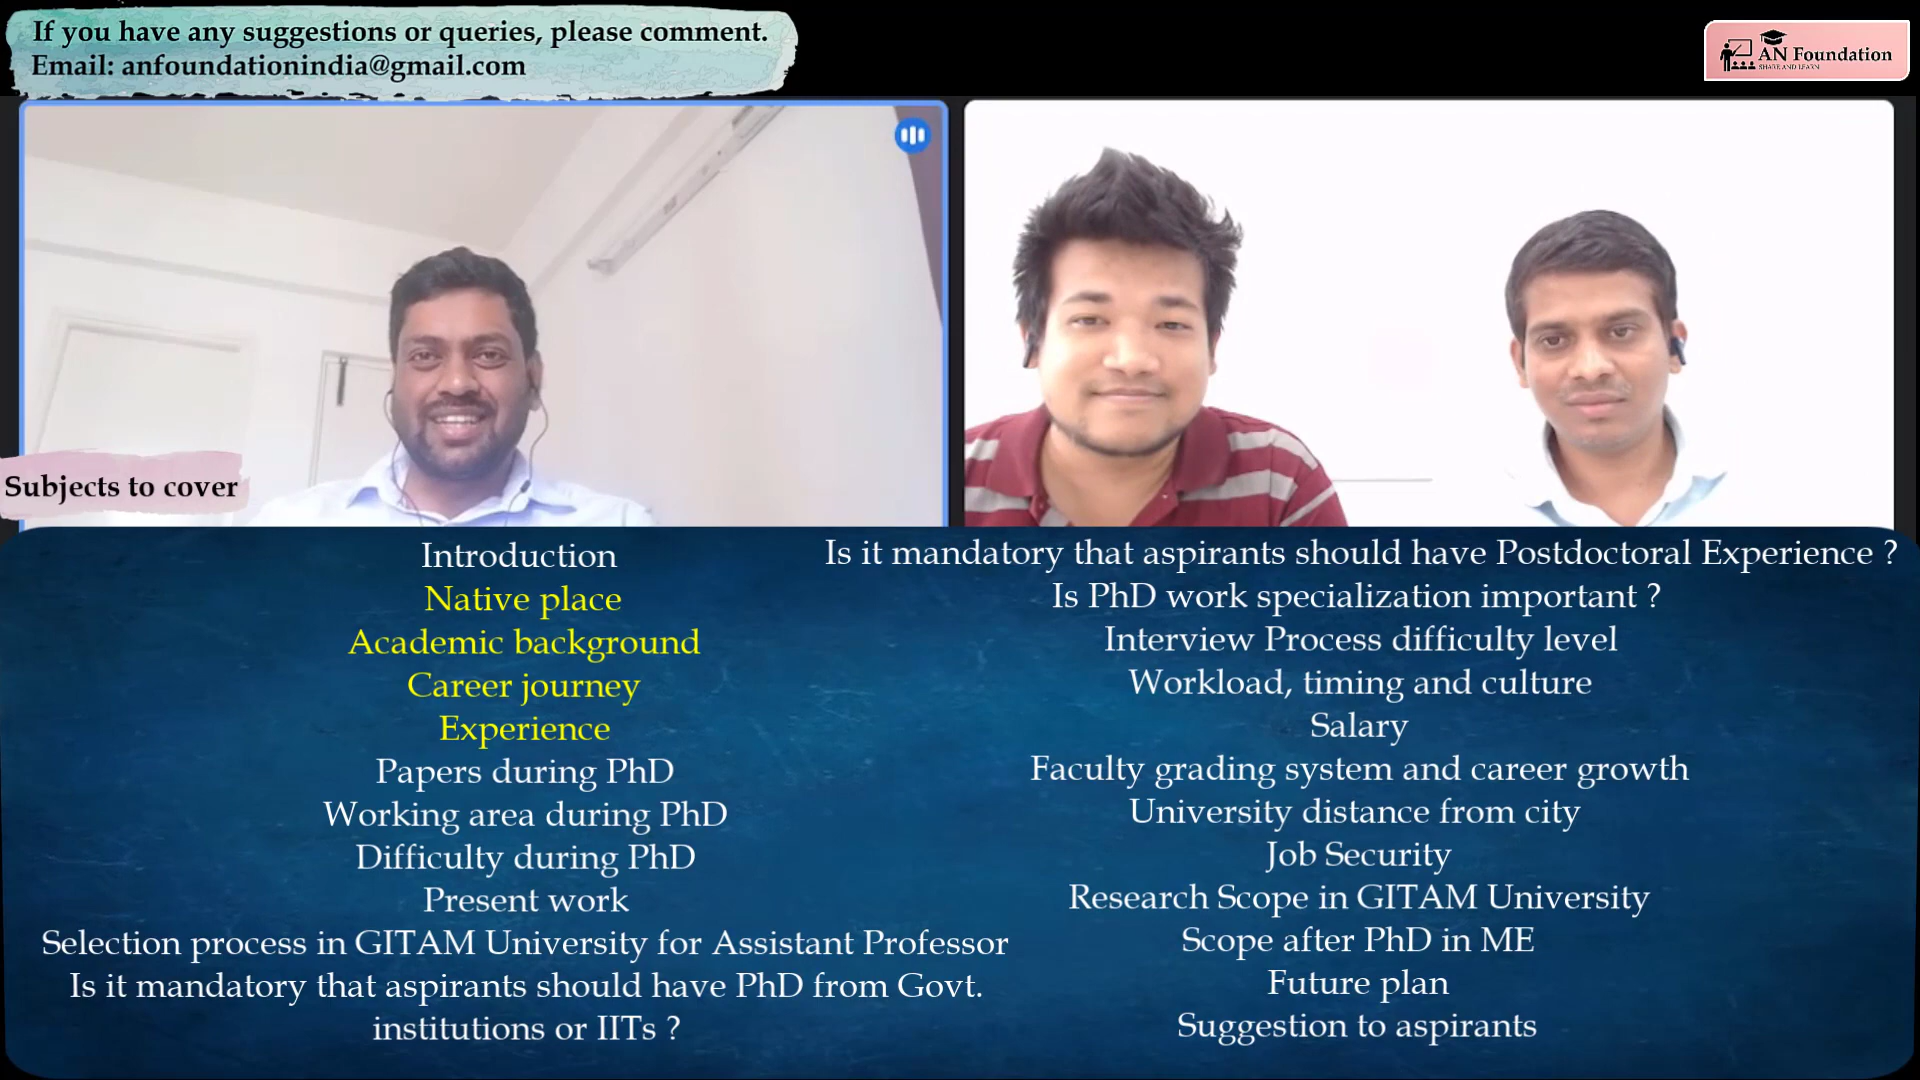 If you have any suggestions or queries, please comment.
Email: anfoundationindia@gmail.com
AN Foundation
SHARE AND LEARN
Subjects to cover
Introduction
Native place
Academic background
Career journey
Experience
Papers during PhD
Working area during PhD
Difficulty during PhD
Present work
Selection process in GITAM University for Assistant Professor
Is it mandatory that aspirants should have PhD from Govt.
institutions or IITs ?
Is it mandatory that aspirants should have Postdoctoral Experience ?
Is PhD work specialization important ?
Interview Process difficulty level
Workload, timing and culture
Salary
Faculty grading system and career growth
University distance from city
Job Security
Research Scope in GITAM University
Scope after PhD in ME
Future plan
Suggestion to aspirants